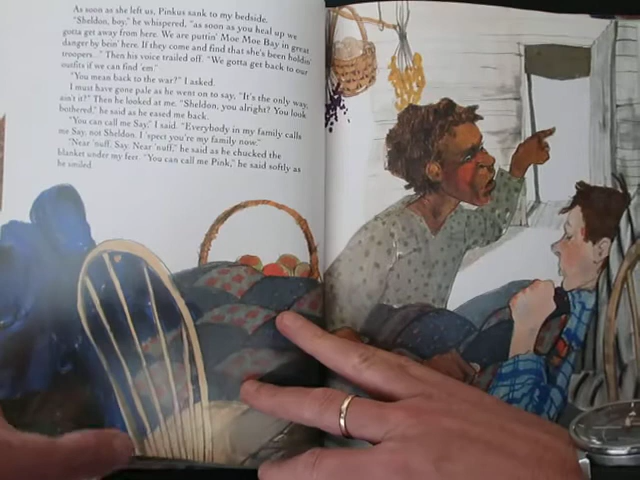 As soon as she left us, Pinkus sank to my bedside.
"Sheldon, boy," he whispered, "as soon as you heal up we
gotta get away from here. We are puttin' Moe Moe Bay in great
danger by bein' here. If they come and find that she's been holdin'
troopers..." Then his voice trailed off. "We gotta get back to our
outfits if we can find 'em."
"You mean back to the war?" I asked.
I must have gone pale as he went on to say, "It's the only way,
ain't it?" Then he looked at me. "Sheldon, you alright? You look
bothered," he said as he eased me back.
"You can call me Say," I said. "Everybody in my family calls
me Say, not Sheldon. I 'spect you're my family now."
"Near 'nuff, Say. Near 'nuff," he said as he chucked the
blanket under my feet. "You can call me Pink," he said softly as
he smiled.